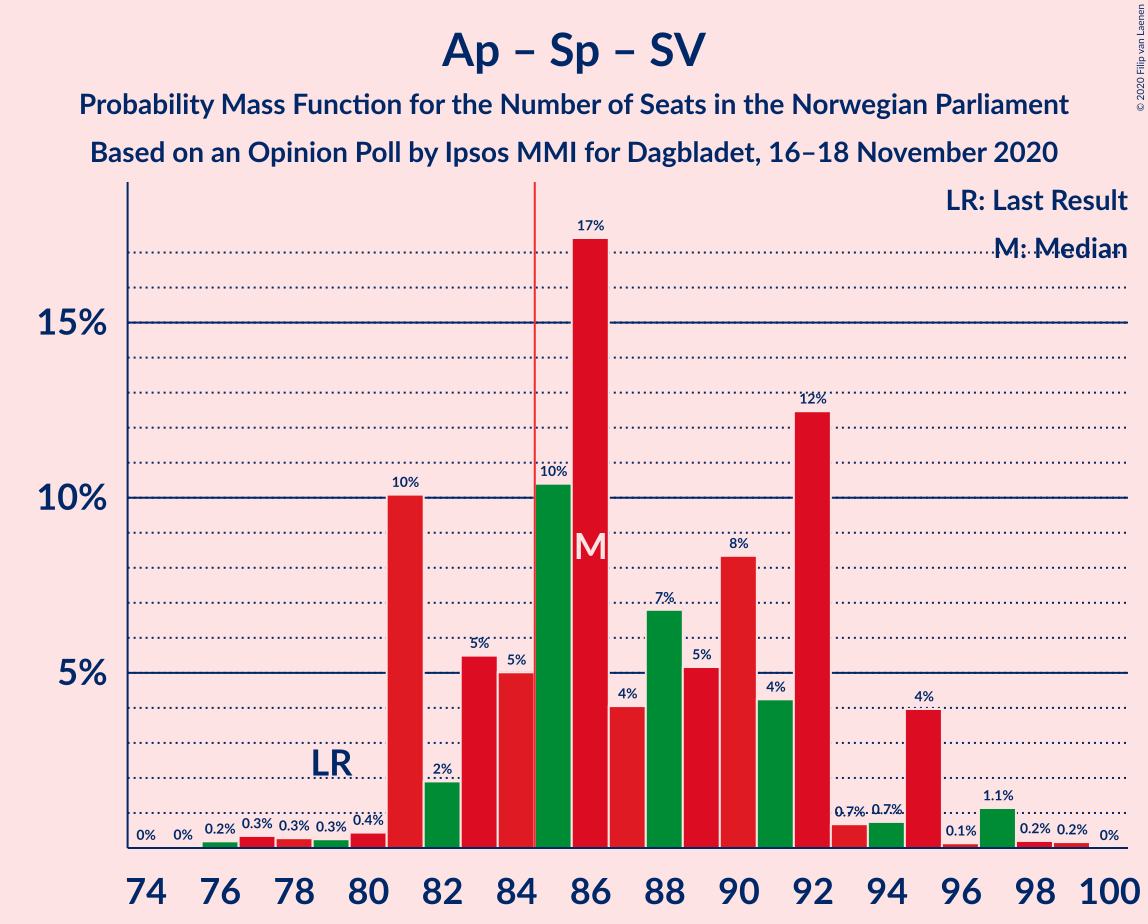 Ap – Sp – SV
Probability Mass Function for the Number of Seats in the Norwegian Parliament
Based on an Opinion Poll by Ipsos MMI for Dagbladet, 16–18 November 2020
© 2020 Filip van Laenen
LR: Last Result
M: Median
15%
10%
5%
0% 0% 0.2% 0.3% 0.3% 0.3% 0.4% 10% 2% 5% 5% 10% 17% 4% 7% 5% 8% 4% 12% 0.7% 0.7% 4% 0.1% 1.1% 0.2% 0.2% 0%
LR
M
74 76 78 80 82 84 86 88 90 92 94 96 98 100